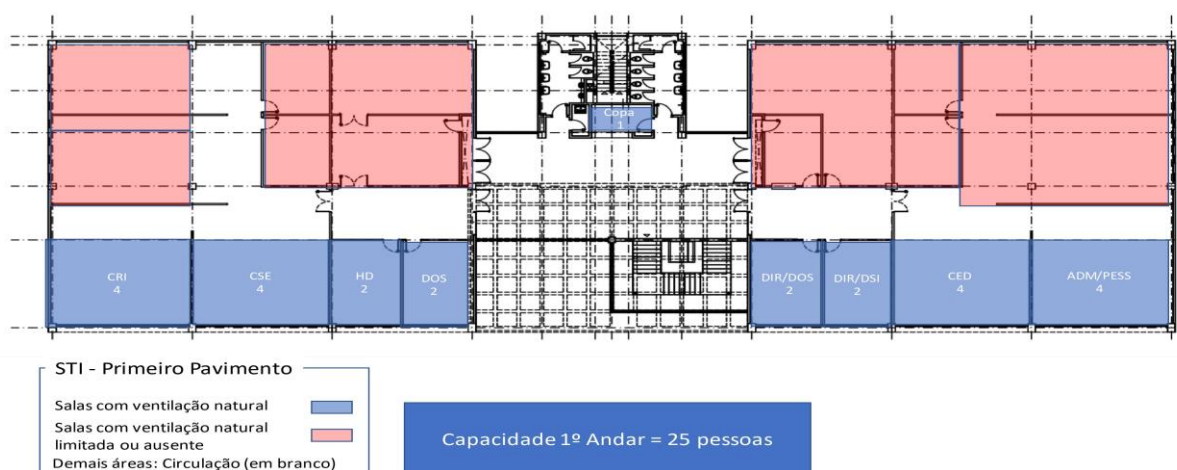 Copa
1
CRI
4
CSE
4
HD
2
DOS
2
DIR/DOS
2
DIR/DSI
2
CED
4
ADM/PESS
4
STI - Primeiro Pavimento
Salas com ventilação natural
Salas com ventilação natural
limitada ou ausente
Demais áreas: Circulação (em branco)
Capacidade 1º Andar = 25 pessoas